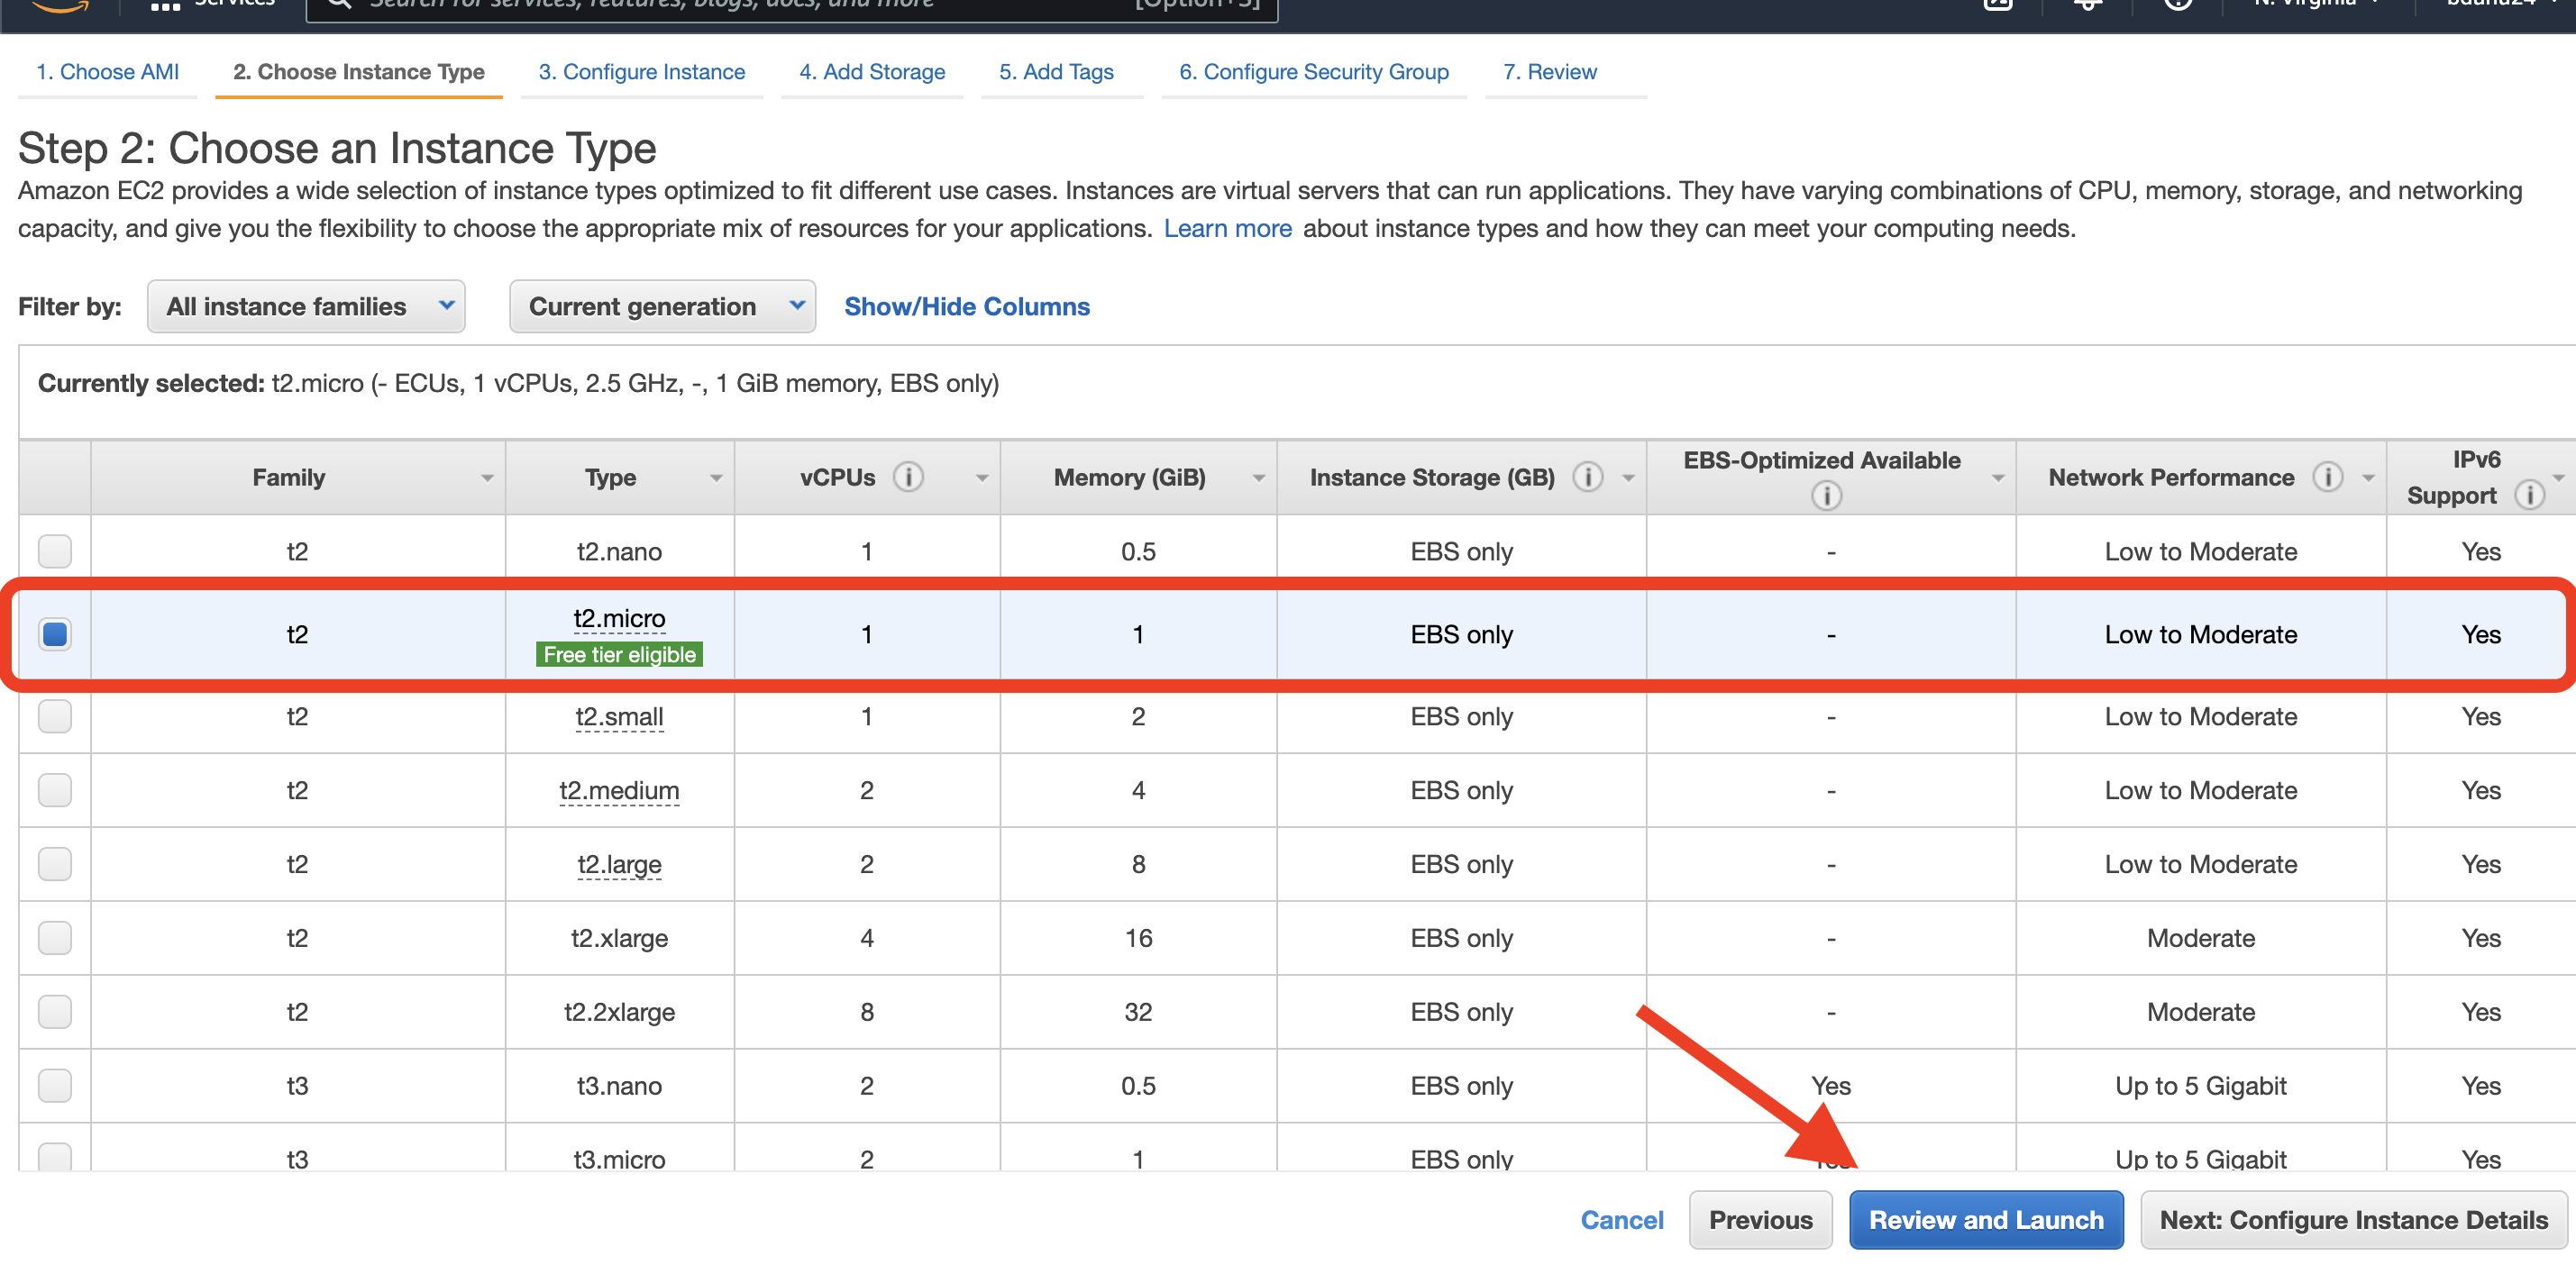 Services
Search for services, features, blogs, docs, and more
[Option+S]
N. Virginia
1. Choose AMI 2. Choose Instance Type 3. Configure Instance 4. Add Storage 5. Add Tags 6. Configure Security Group 7. Review
Step 2: Choose an Instance Type
Amazon EC2 provides a wide selection of instance types optimized to fit different use cases. Instances are virtual servers that can run applications. They have varying combinations of CPU, memory, storage, and networking
capacity, and give you the flexibility to choose the appropriate mix of resources for your applications. Learn more about instance types and how they can meet your computing needs.
Filter by: All instance families Current generation Show/Hide Columns
Currently selected: t2.micro (- ECUs, 1 vCPUs, 2.5 GHz, -, 1 GiB memory, EBS only)
Family Type vCPUs Memory (GiB) Instance Storage (GB) EBS-Optimized Available Network Performance IPv6 Support
t2 t2.nano 1 0.5 EBS only - Low to Moderate Yes
t2 t2.micro 1 1 EBS only - Low to Moderate Yes
Free tier eligible
t2 t2.small 1 2 EBS only - Low to Moderate Yes
t2 t2.medium 2 4 EBS only - Low to Moderate Yes
t2 t2.large 2 8 EBS only - Low to Moderate Yes
t2 t2.xlarge 4 16 EBS only - Moderate Yes
t2 t2.2xlarge 8 32 EBS only - Moderate Yes
t3 t3.nano 2 0.5 EBS only Yes Up to 5 Gigabit Yes
t3 t3.micro 2 1 EBS only Yes Up to 5 Gigabit Yes
Cancel Previous Review and Launch Next: Configure Instance Details